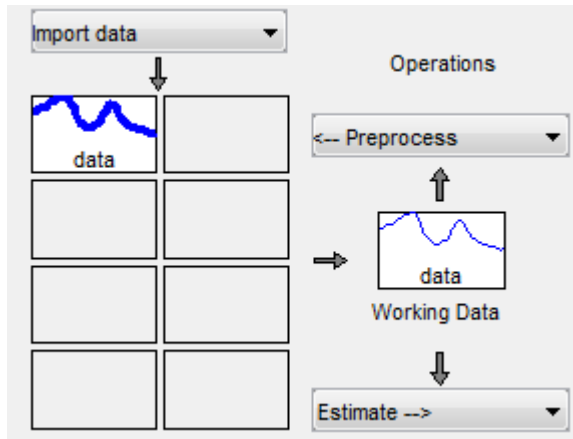 Import data
Operations
data
<-- Preprocess
data
Working Data
Estimate -->